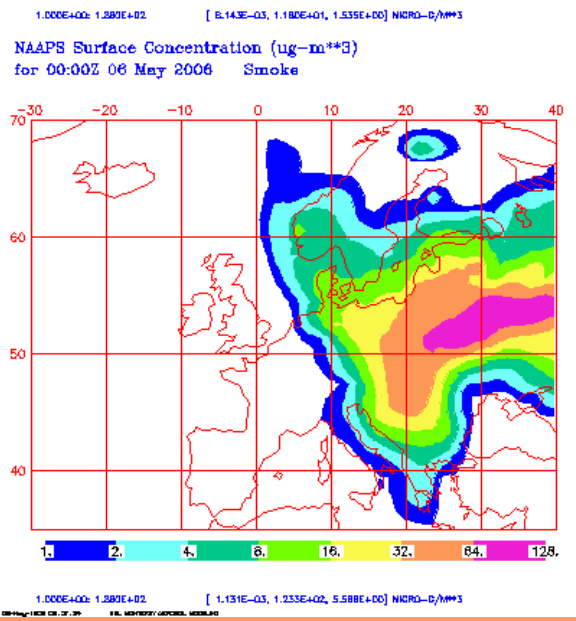 1.000E+00: 1.280E+02 [ 6.143E-03, 1.180E+01, 1.535E+00] MICRO-G/M**3
NAAPS Surface Concentration (ug-m**3)
for 00:00Z 06 May 2006 Smoke
-30 -20 -10 0 10 20 30 40
70
60
50
40
1. 2. 4. 8. 16. 32. 64. 128.
1.000E+00: 1.280E+02 [ 1.131E-03, 1.233E+02, 5.588E+00] MICRO-G/M**3